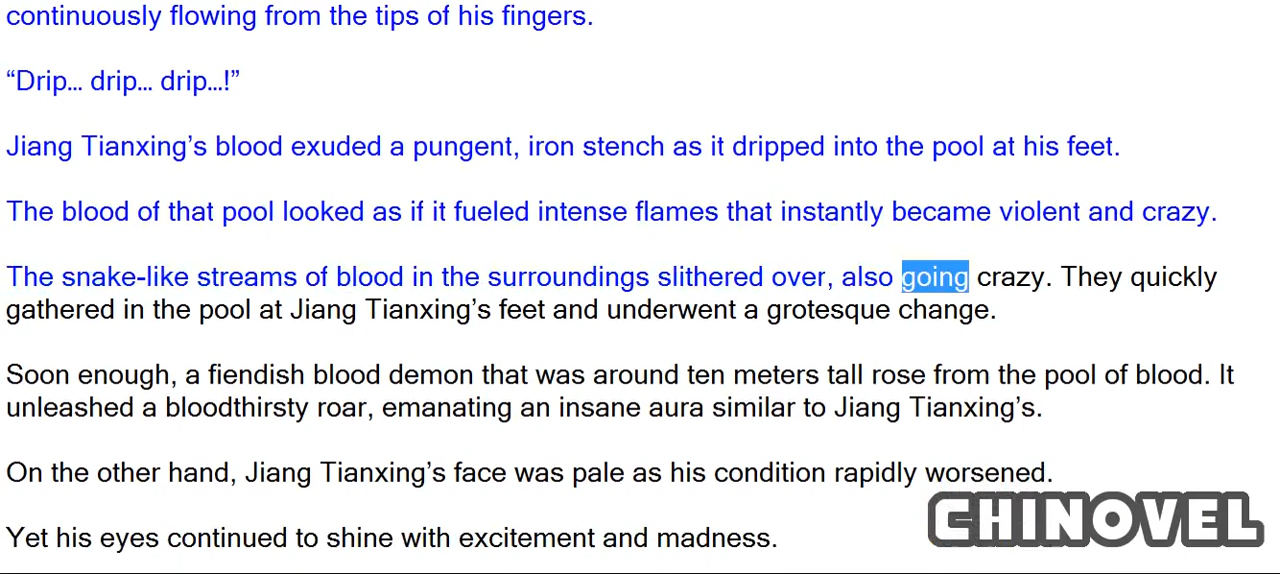 continuously flowing from the tips of his fingers.
“Drip... drip... drip...!”
Jiang Tianxing’s blood exuded a pungent, iron stench as it dripped into the pool at his feet.
The blood of that pool looked as if it fueled intense flames that instantly became violent and crazy.
The snake-like streams of blood in the surroundings slithered over, also going crazy. They quickly
gathered in the pool at Jiang Tianxing’s feet and underwent a grotesque change.
Soon enough, a fiendish blood demon that was around ten meters tall rose from the pool of blood. It
unleashed a bloodthirsty roar, emanating an insane aura similar to Jiang Tianxing’s.
On the other hand, Jiang Tianxing’s face was pale as his condition rapidly worsened.
Yet his eyes continued to shine with excitement and madness.
CHINOVEL